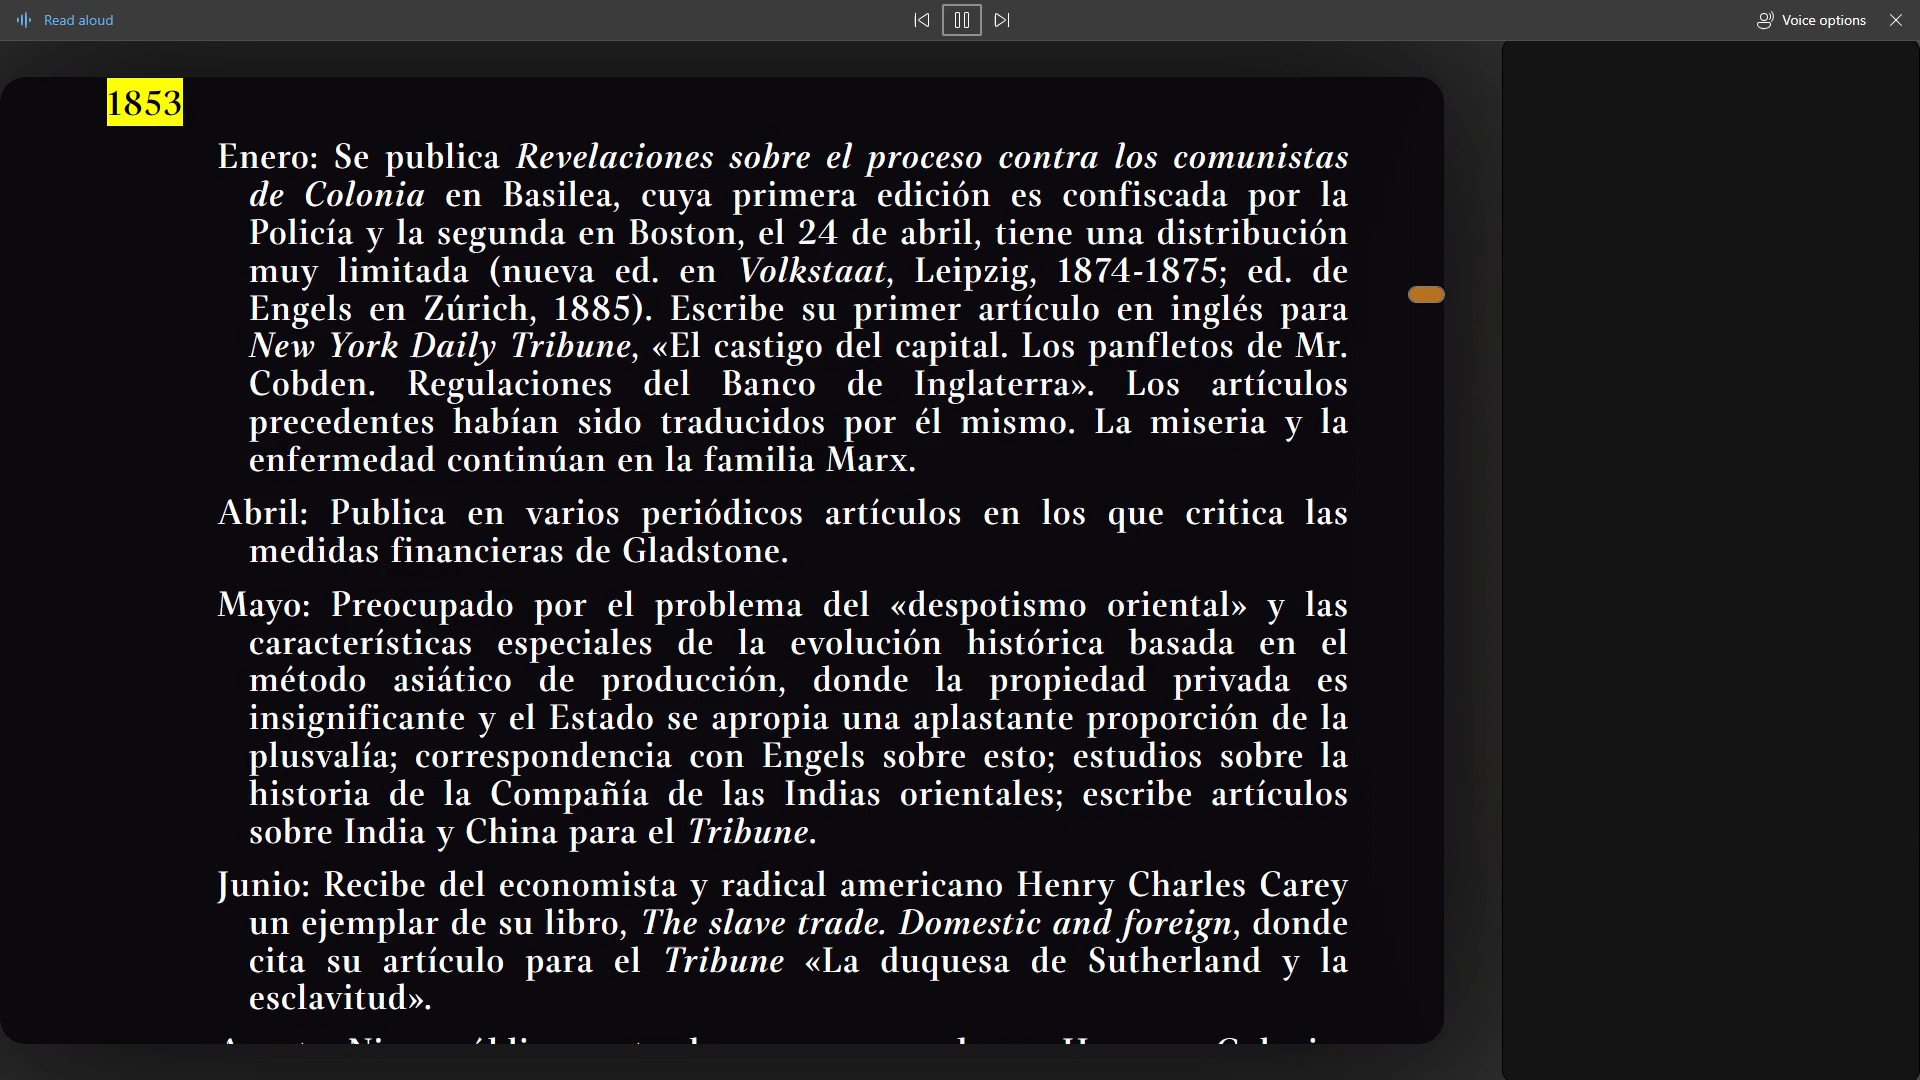 Read aloud
Voice options
1853
Enero: Se publica Revelaciones sobre el proceso contra los comunistas
de Colonia en Basilea, cuya primera edición es confiscada por la
Policía y la segunda en Boston, el 24 de abril, tiene una distribución
muy limitada (nueva ed. en Volkstaat, Leipzig, 1874-1875; ed. de
Engels en Zúrich, 1885). Escribe su primer artículo en inglés para
New York Daily Tribune, «El castigo del capital. Los panfletos de Mr.
Cobden. Regulaciones del Banco de Inglaterra». Los artículos
precedentes habían sido traducidos por él mismo. La miseria y la
enfermedad continúan en la familia Marx.
Abril: Publica en varios periódicos artículos en los que critica las
medidas financieras de Gladstone.
Mayo: Preocupado por el problema del «despotismo oriental» y las
características especiales de la evolución histórica basada en el
método asiático de producción, donde la propiedad privada es
insignificante y el Estado se apropia una aplastante proporción de la
plusvalía; correspondencia con Engels sobre esto; estudios sobre la
historia de la Compañía de las Indias orientales; escribe artículos
sobre India y China para el Tribune.
Junio: Recibe del economista y radical americano Henry Charles Carey
un ejemplar de su libro, The slave trade. Domestic and foreign, donde
cita su artículo para el Tribune «La duquesa de Sutherland y la
esclavitud».